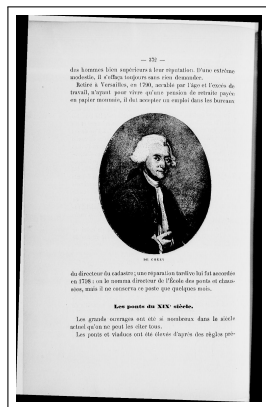 — 172 —
des hommes bien supérieurs à leur réputation. D'une extrême
modestie, il s'effaça toujours sans rien demander.
Retiré à Versailles, en 1790, accablé par l'âge et l'excès de
travail, n'ayant pour vivre qu'une pension de retraite payée
en papier monnaie, il dut accepter un emploi dans les bureaux
DE CHEZY
du directeur du cadastre ; une réparation tardive lui fut accordée
en 1798 : on le nomma directeur de l'École des ponts et chaus-
sées, mais il ne conserva ce poste que quelques mois.
Les ponts du XIXe siècle.
Les grands ouvrages ont été si nombreux dans le siècle
actuel qu'on ne peut les citer tous.
Les ponts et viaducs ont été élevés d'après des règles pré-